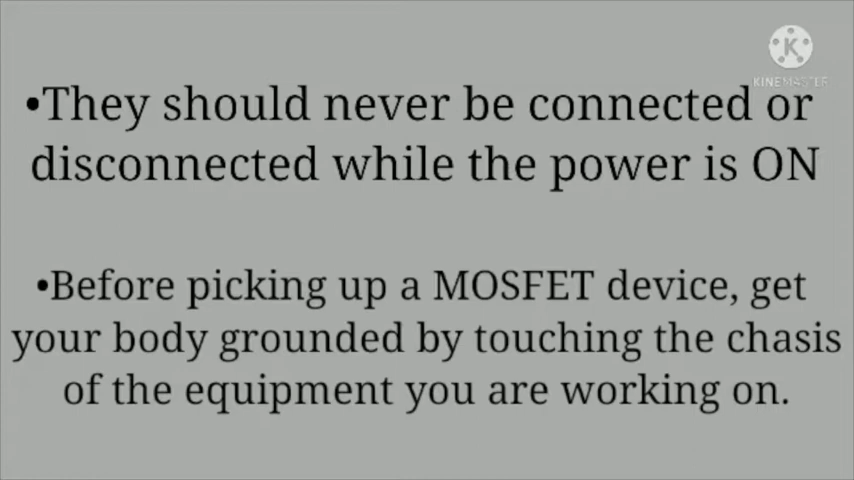 K
KINEMASTER
•They should never be connected or
disconnected while the power is ON
•Before picking up a MOSFET device, get
your body grounded by touching the chasis
of the equipment you are working on.